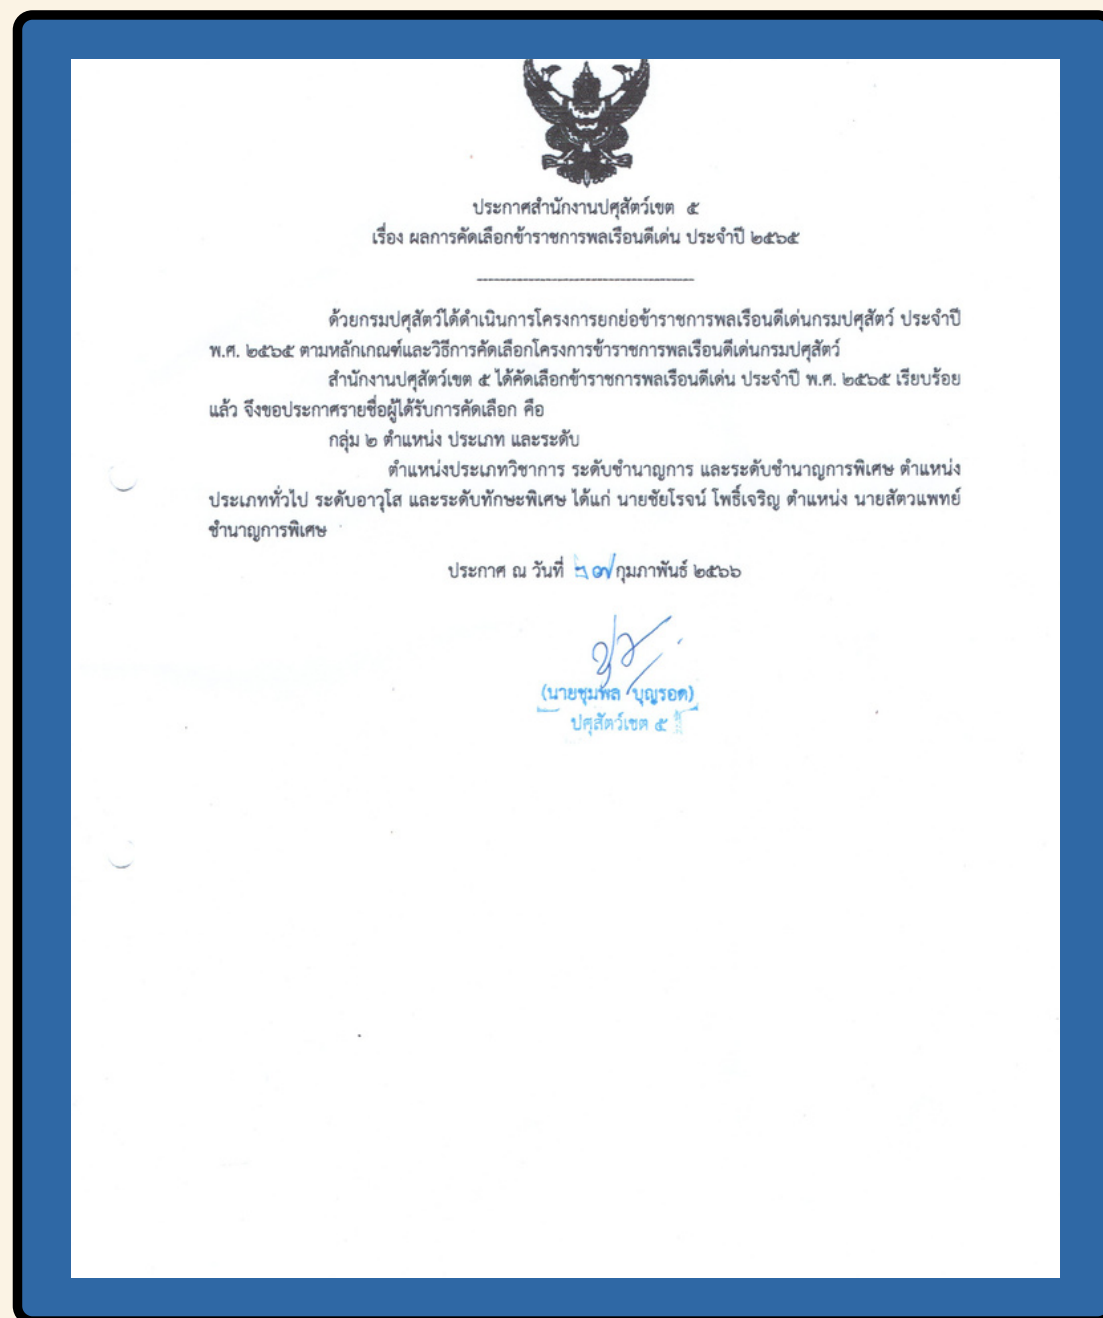 ประกาศสำนักงานปศุสัตว์เขต ๕
เรื่อง ผลการคัดเลือกข้าราชการพลเรือนดีเด่น ประจำปี ๒๕๖๕
ด้วยกรมปศุสัตว์ได้ดำเนินการโครงการยกย่อข้าราชการพลเรือนดีเด่นกรมปศุสัตว์ ประจำปี
พ.ศ. ๒๕๖๕ ตามหลักเกณฑ์และวิธีการคัดเลือกโครงการข้าราชการพลเรือนดีเด่นกรมปศุสัตว์
สำนักงานปศุสัตว์เขต ๕ ได้คัดเลือกข้าราชการพลเรือนดีเด่น ประจำปี พ.ศ. ๒๕๖๕ เรียบร้อย
แล้ว จึงขอประกาศรายชื่อผู้ได้รับการคัดเลือก คือ
กลุ่ม ๒ ตำแหน่ง ประเภท และระดับ
ตำแหน่งประเภทวิชาการ ระดับชำนาญการ และระดับชำนาญการพิเศษ ตำแหน่ง
ประเภททั่วไป ระดับอาวุโส และระดับทักษะพิเศษ ได้แก่ นายชัยโรจน์ โพธิ์เจริญ ตำแหน่ง นายสัตวแพทย์
ชำนาญการพิเศษ
ประกาศ ณ วันที่ ๒๗ กุมภาพันธ์ ๒๕๖๖
(นายชุมพล บุญรอด)
ปศุสัตว์เขต ๕